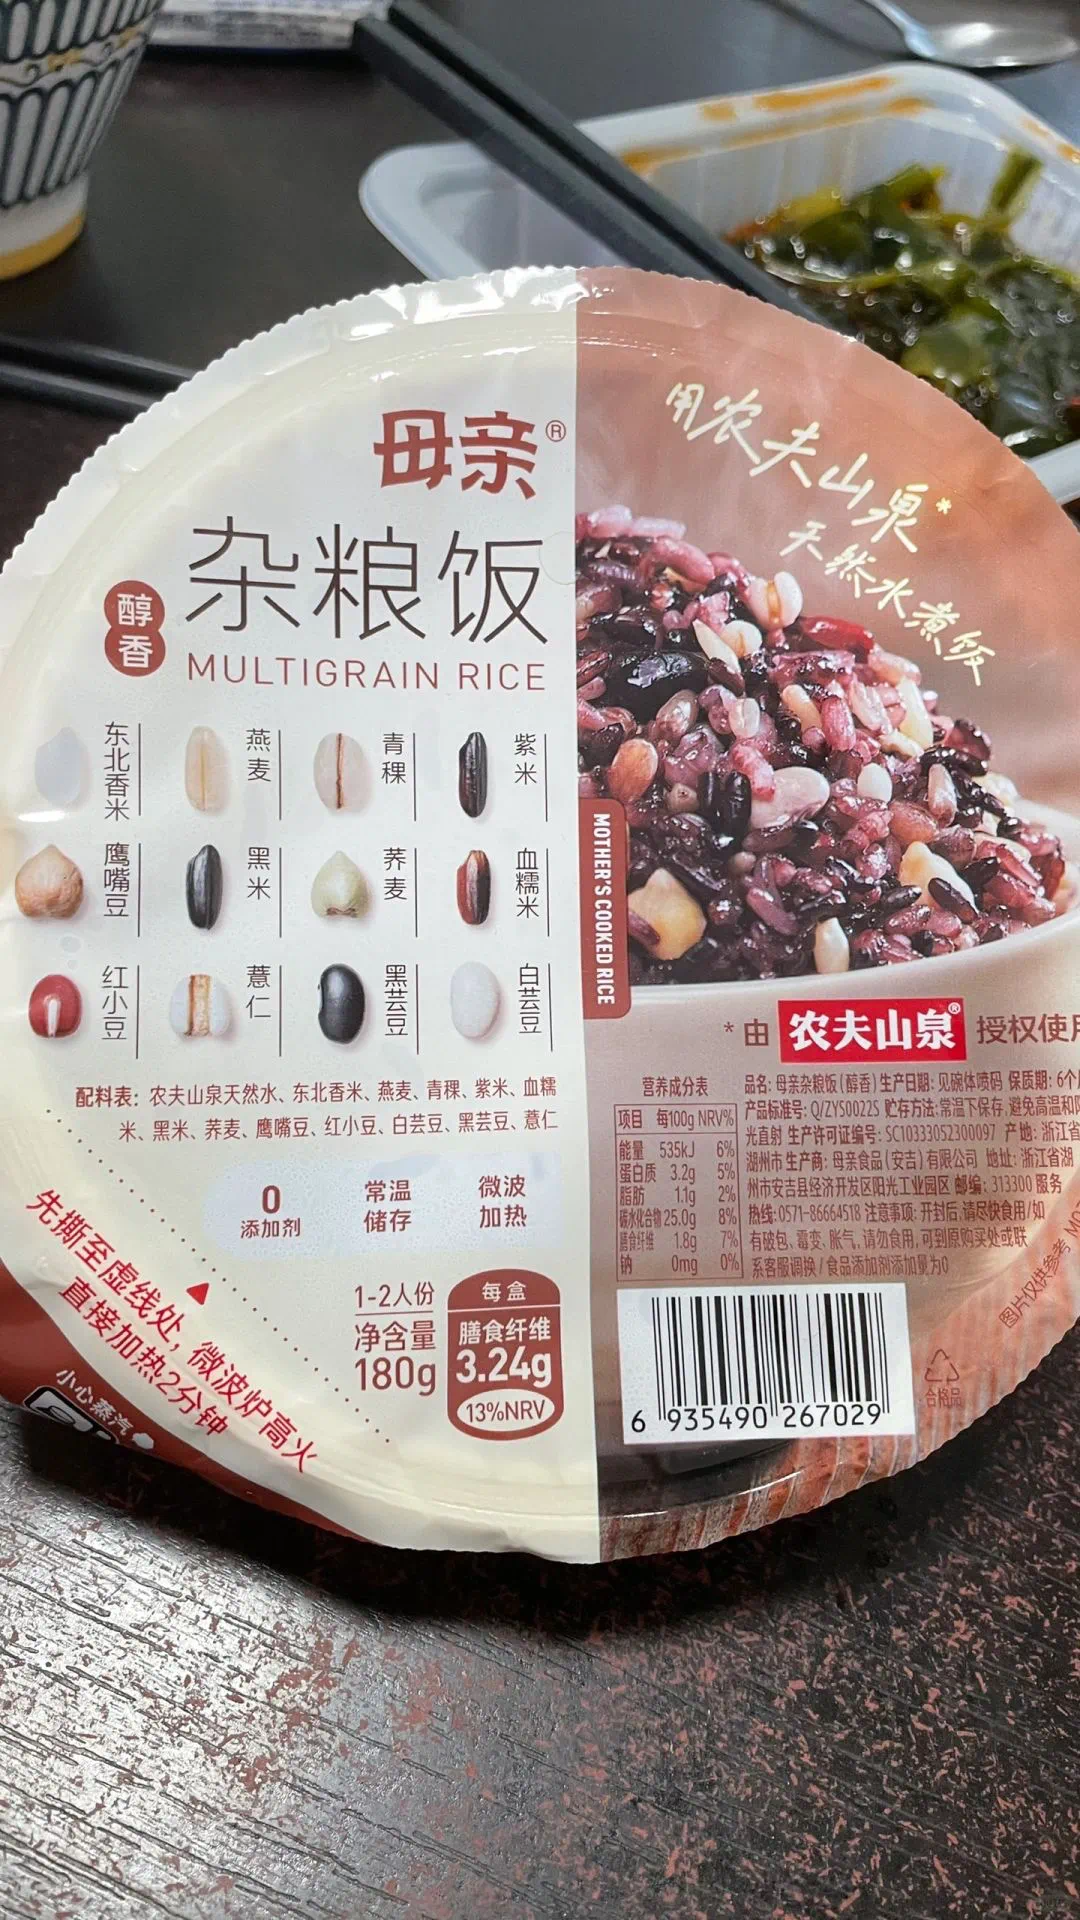 母亲®
杂粮饭
醇香
MULTIGRAIN RICE
东北香米
燕麦
青稞
紫米
鹰嘴豆
黑米
荞麦
血糯米
红小豆
薏仁
黑芸豆
白芸豆
配料表: 农夫山泉天然水、东北香米、燕麦、青稞、紫米、血糯
米、黑米、荞麦、鹰嘴豆、红小豆、白芸豆、黑芸豆、薏仁
0
添加剂
常温
储存
微波
加热
先撕至虚线处，微波炉高火
直接加热2分钟
小心蒸汽
1-2人份
净含量
180g
每盒
膳食纤维
3.24g
13%NRV
用农夫山泉*
天然水煮饭
MOTHER'S COOKED RICE
*由 农夫山泉® 授权使用
营养成分表
项目 每100g NRV%
能量 535kJ 6%
蛋白质 3.2g 5%
脂肪 1.1g 2%
碳水化合物 25.0g 8%
膳食纤维 1.8g 7%
钠 0mg 0%
品名: 母亲杂粮饭(醇香) 生产日期: 见碗体喷码 保质期: 6个
产品标准号: Q/ZYS0022S 贮存方法:常温下保存,避免高温和阳
光直射 生产许可证编号: SC10333052300097 产地: 浙江省
湖州市 生产商: 母亲食品(安吉)有限公司 地址: 浙江省湖
州市安吉县经济开发区阳光工业园区 邮编: 313300 服务
热线: 0571-86664518 注意事项: 开封后,请尽快食用/如
有破包、霉变、胀气,请勿食用,可到原购买处或联
系客服调换/食品添加剂添加量为0
图片仅供参考
6 935490 267029
合格品